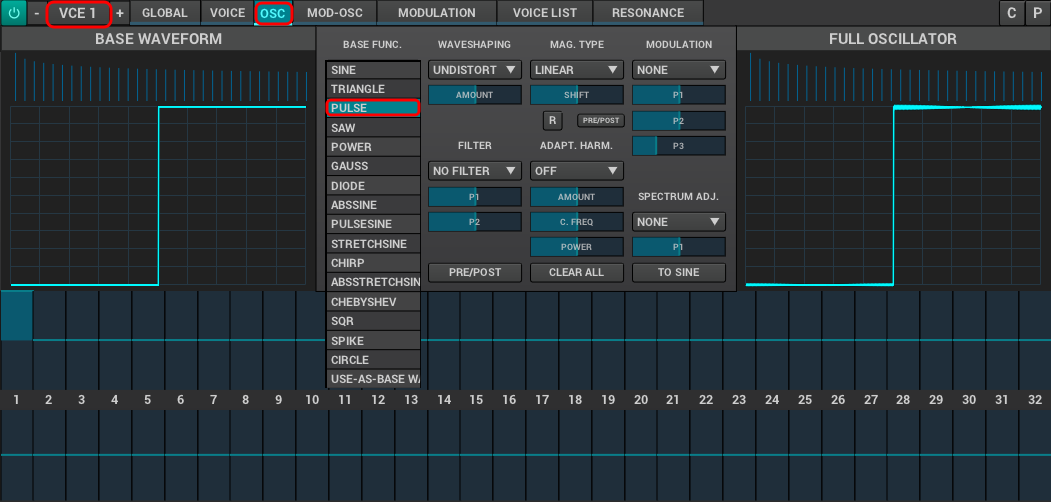 - VCE 1 + GLOBAL VOICE OSC MOD-OSC MODULATION VOICE LIST RESONANCE C P
BASE WAVEFORM
BASE FUNC. WAVESHAPING MAG. TYPE MODULATION
FULL OSCILLATOR
SINE
TRIANGLE
PULSE
SAW
POWER
GAUSS
DIODE
ABSSINE
PULSESINE
STRETCHSINE
CHIRP
ABSSTRETCHSIN
CHEBYSHEV
SQR
SPIKE
CIRCLE
USE-AS-BASE WA
UNDISTORT ▼
AMOUNT
FILTER
NO FILTER ▼
P1
P2
PRE/POST
LINEAR ▼
SHIFT
R PRE/POST
ADAPT. HARM.
OFF ▼
AMOUNT
C. FREQ
POWER
CLEAR ALL
NONE ▼
P1
P2
P3
SPECTRUM ADJ.
NONE ▼
P1
TO SINE
1 2 3 4 5 6 7 8 9 10 11 12 13 14 15 16 17 18 19 20 21 22 23 24 25 26 27 28 29 30 31 32